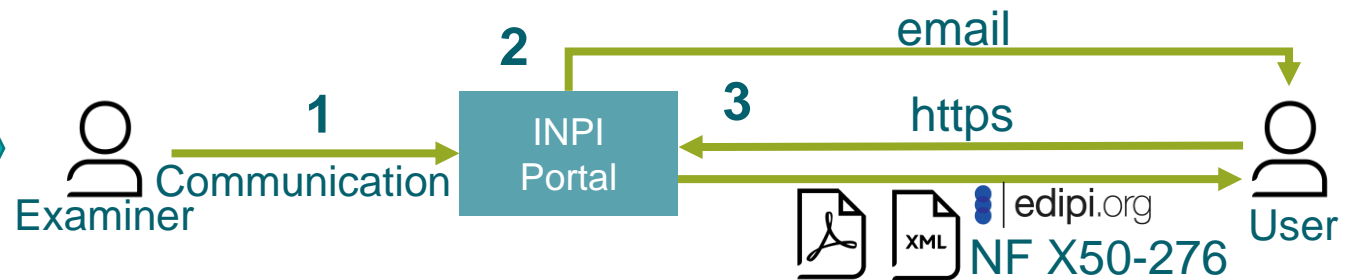 email
2
1
3
https
INPI
Portal
Communication
Examiner
edipi.org
User
XML
NF X50-276